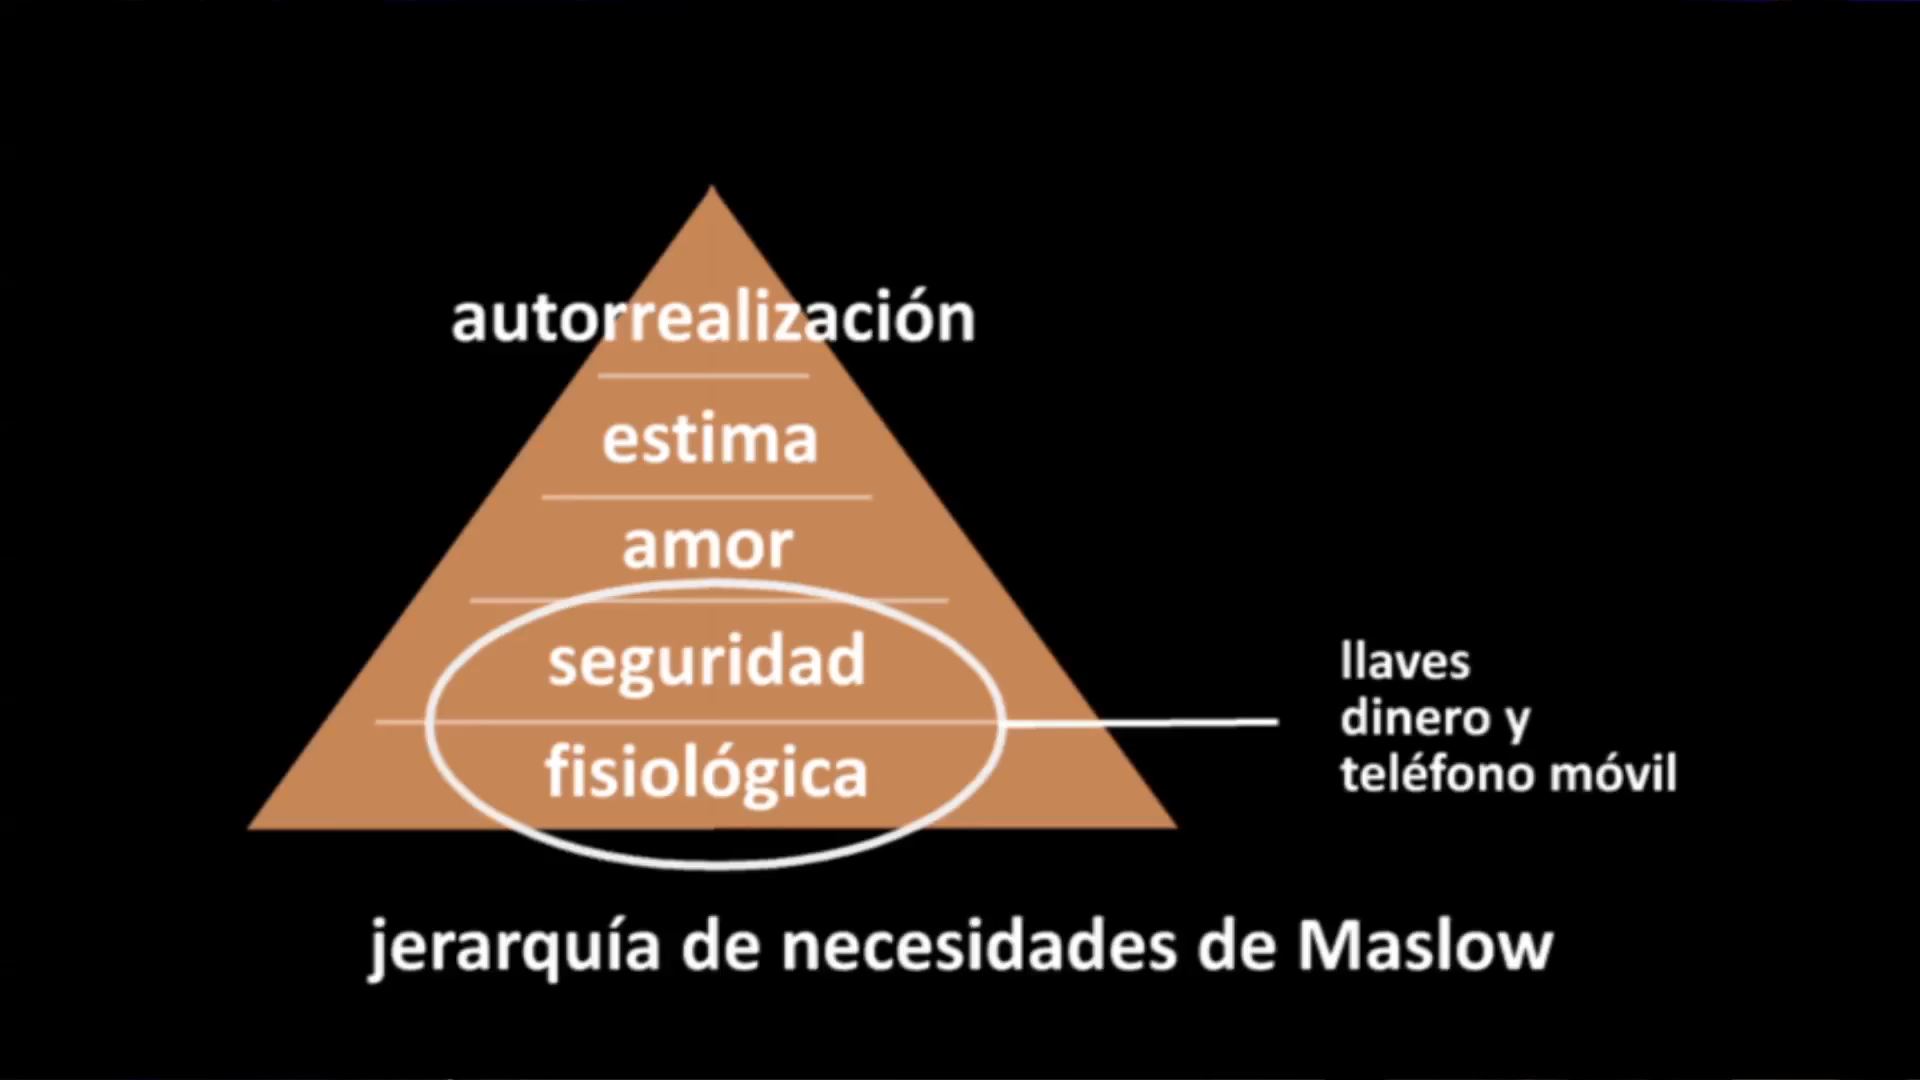 autorrealización
estima
amor
seguridad
fisiológica
llaves
dinero y
teléfono móvil
jerarquía de necesidades de Maslow